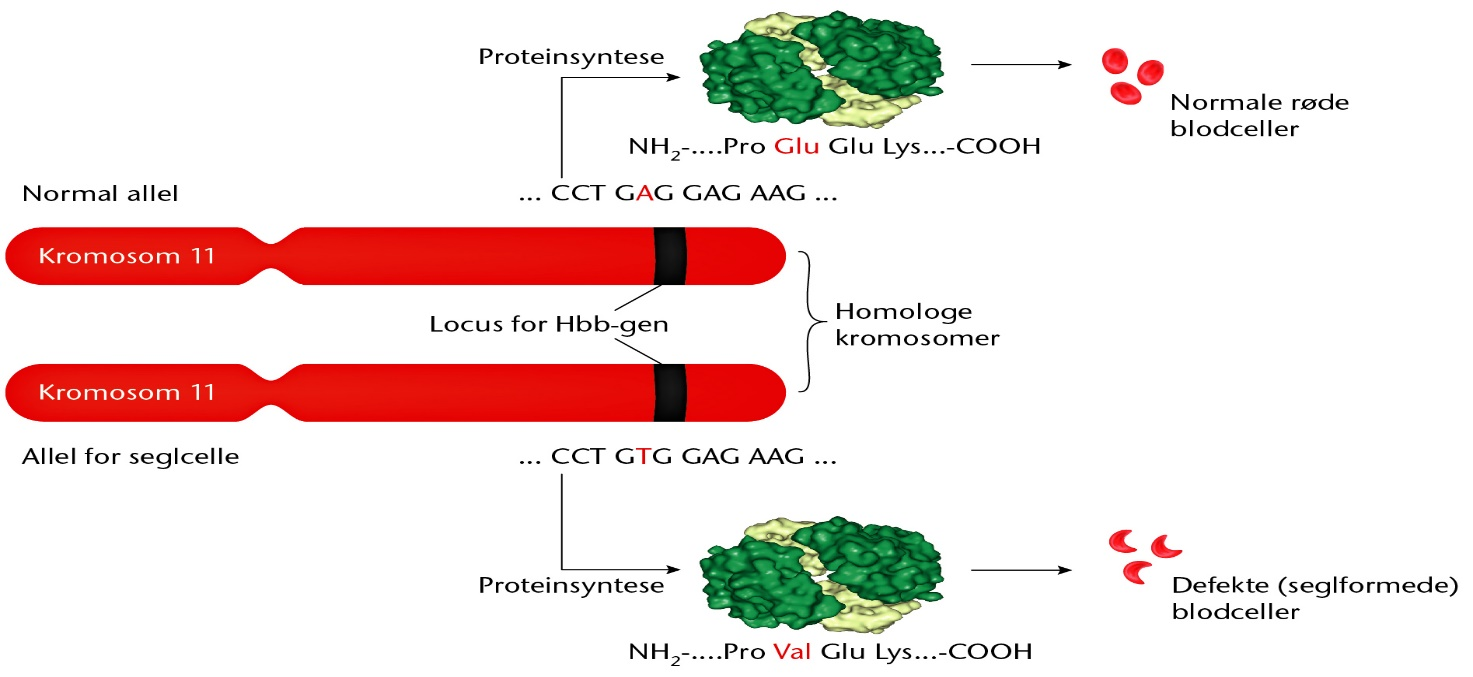 Proteinsyntese
Normale røde
blodceller
NH₂-....Pro Glu Glu Lys...-COOH
Normal allel
... CCT GAG GAG AAG ...
Kromosom 11
Locus for Hbb-gen
Homologe
kromosomer
Kromosom 11
Allel for seglcelle
... CCT GTG GAG AAG ...
Proteinsyntese
Defekte (seglformede)
blodceller
NH₂-....Pro Val Glu Lys...-COOH